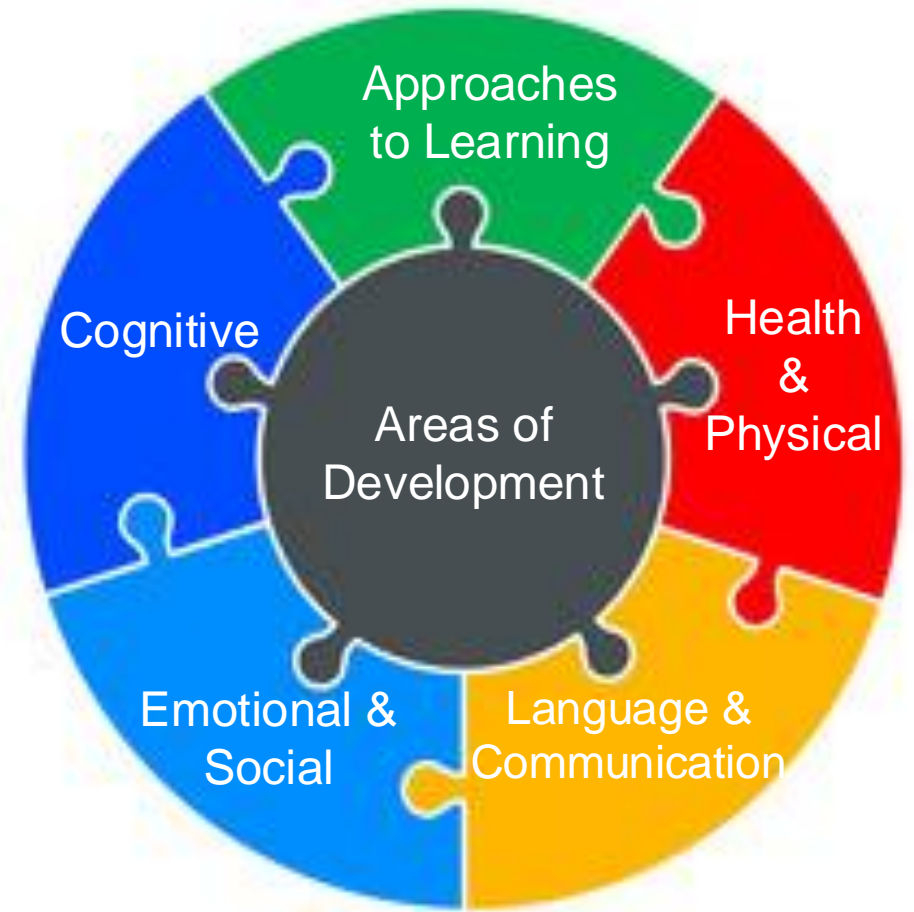 Approaches
to Learning
Health
&
Physical
Language &
Communication
Emotional &
Social
Cognitive
Areas of
Development